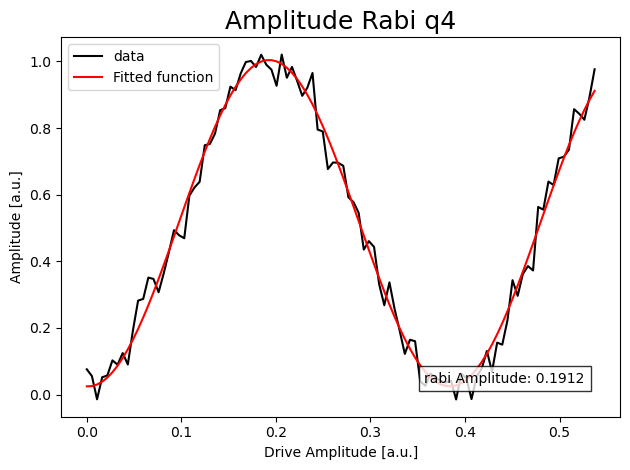 Amplitude Rabi q4
data
Fitted function
Amplitude [a.u.]
1.0
0.8
0.6
0.4
0.2
0.0
rabi Amplitude: 0.1912
0.0 0.1 0.2 0.3 0.4 0.5
Drive Amplitude [a.u.]